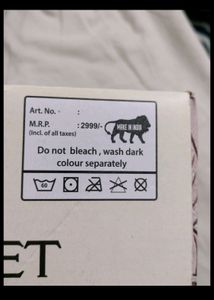 Art. No. - :
M.R.P. : 2999/-
(incl. of all taxes)
MAKE IN INDIA
Do not bleach , wash dark
colour separately
60
ET